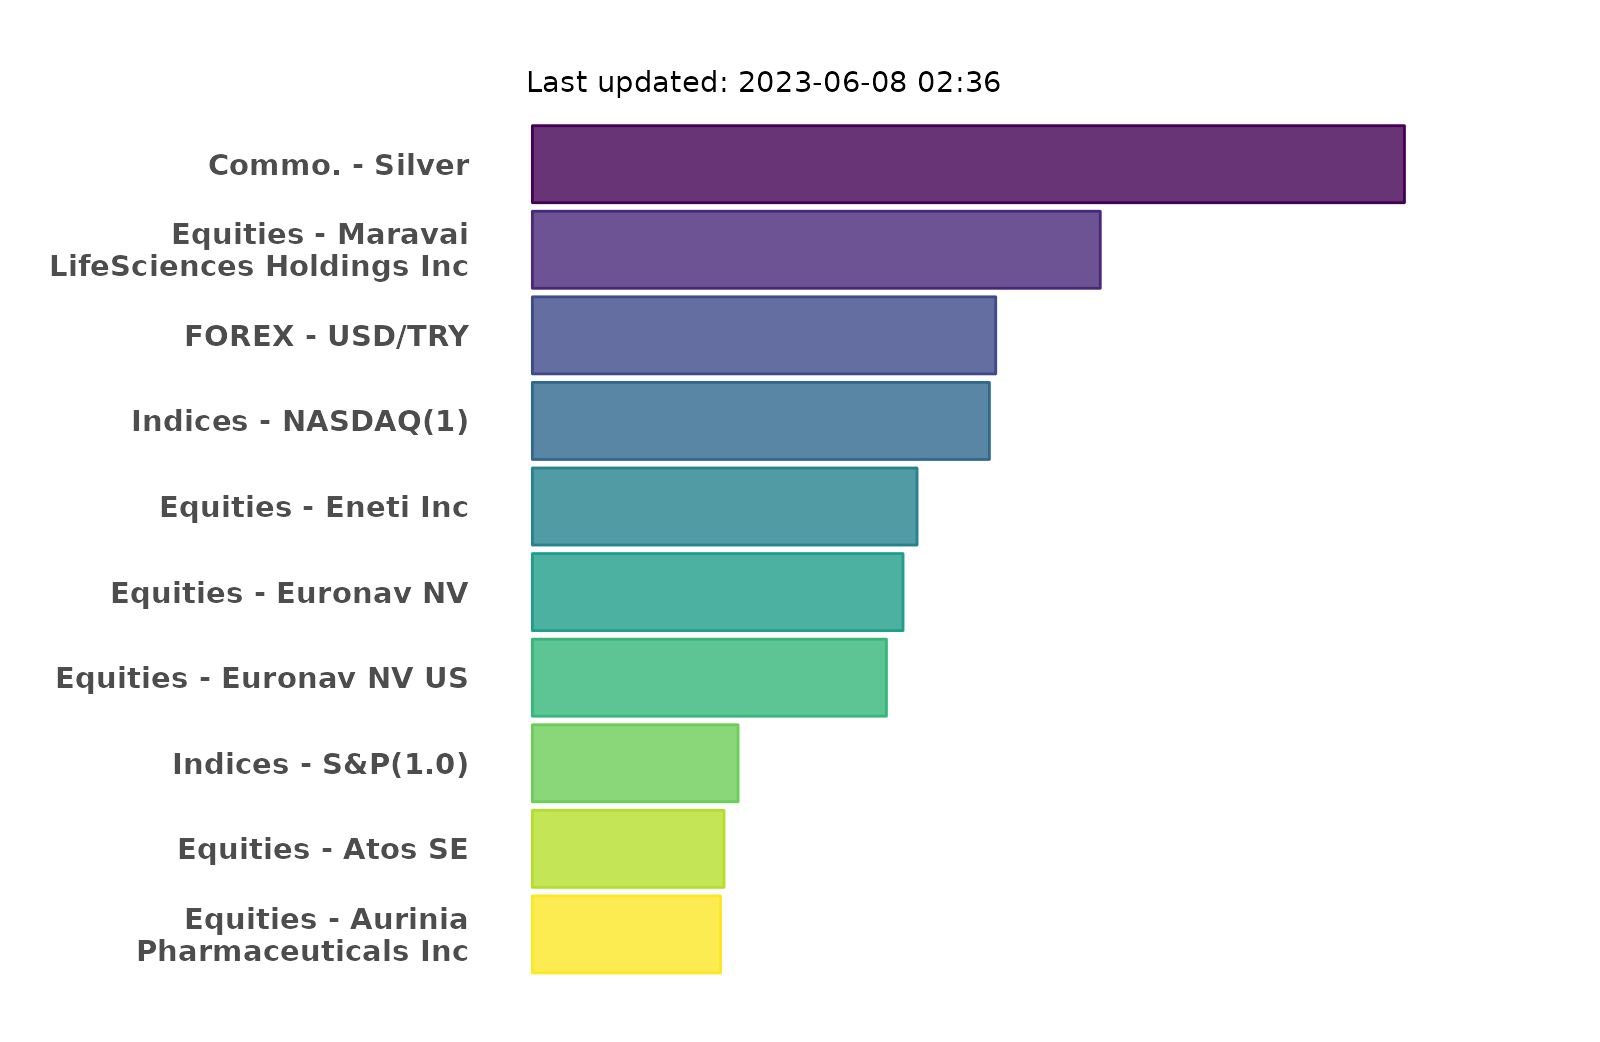 Last updated: 2023-06-08 02:36
Commo. - Silver
Equities - Maravai
LifeSciences Holdings Inc
FOREX - USD/TRY
Indices - NASDAQ(1)
Equities - Eneti Inc
Equities - Euronav NV
Equities - Euronav NV US
Indices - S&P(1.0)
Equities - Atos SE
Equities - Aurinia
Pharmaceuticals Inc